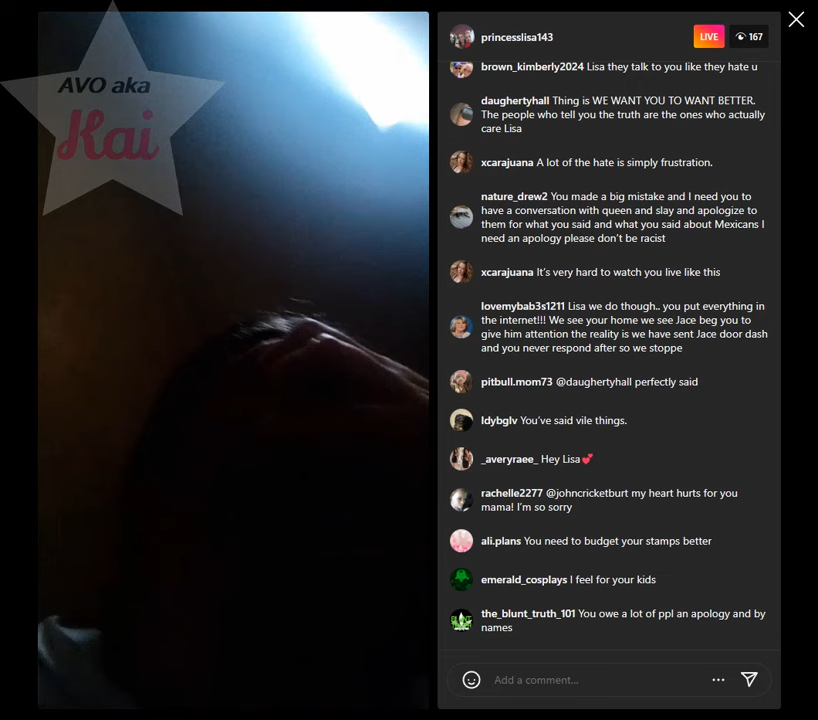 AVO aka
Kai
princesslisa143
LIVE
167
brown_kimberly2024 Lisa they talk to you like they hate u
daughertyhall Thing is WE WANT YOU TO WANT BETTER.
The people who tell you the truth are the ones who actually
care Lisa
xcarajuana A lot of the hate is simply frustration.
nature_drew2 You made a big mistake and I need you to
have a conversation with queen and slay and apologize to
them for what you said and what you said about Mexicans I
need an apology please don't be racist
xcarajuana It's very hard to watch you live like this
lovemybab3s1211 Lisa we do though.. you put everything in
the internet!!! We see your home we see Jace beg you to
give him attention the reality is we have sent Jace door dash
and you never respond after so we stoppe
pitbull.mom73 @daughertyhall perfectly said
ldybglv You've said vile things.
_averyraee_ Hey Lisa💕
rachelle2277 @johncricketburt my heart hurts for you
mama! I'm so sorry
ali.plans You need to budget your stamps better
emerald_cosplays I feel for your kids
the_blunt_truth_101 You owe a lot of ppl an apology and by
names
Add a comment...